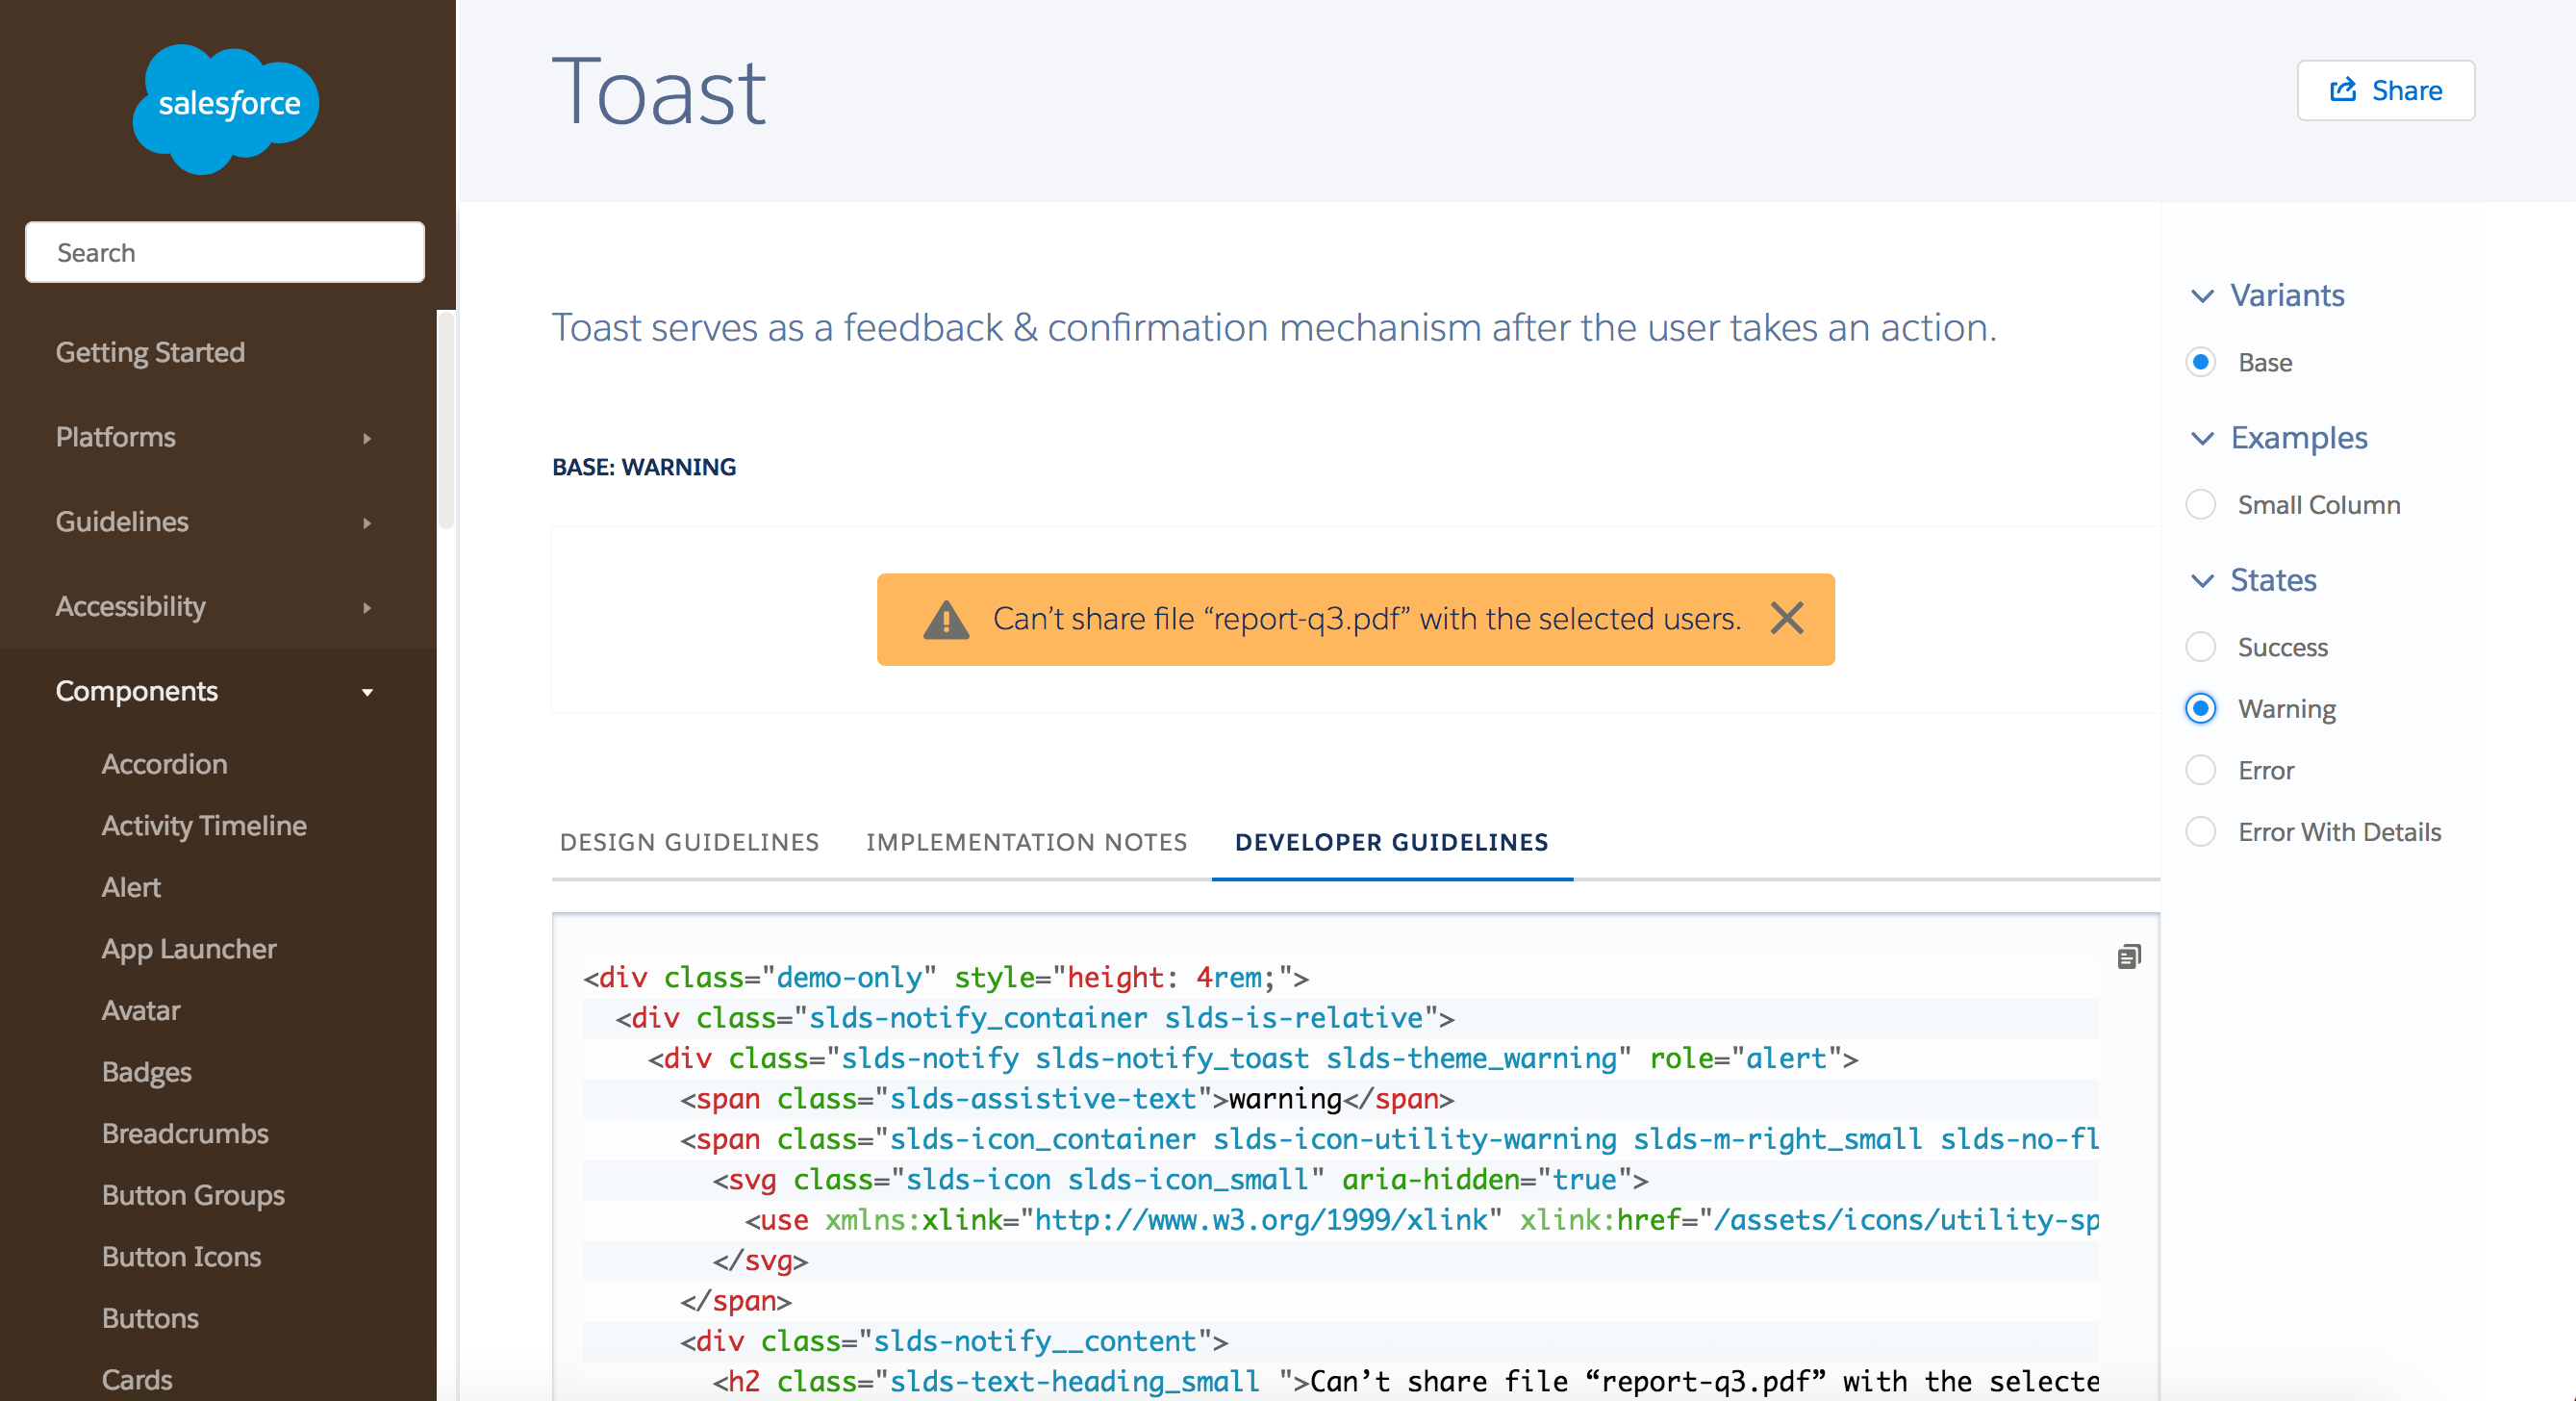 salesforce
Search
Getting Started
Platforms
Guidelines
Accessibility
Components
Accordion
Activity Timeline
Alert
App Launcher
Avatar
Badges
Breadcrumbs
Button Groups
Button Icons
Buttons
Cards
Toast
Share
Toast serves as a feedback & confirmation mechanism after the user takes an action.
BASE: WARNING
Can’t share file “report-q3.pdf” with the selected users.
DESIGN GUIDELINES
IMPLEMENTATION NOTES
DEVELOPER GUIDELINES
<div class="demo-only" style="height: 4rem;">
<div class="slds-notify_container slds-is-relative">
<div class="slds-notify slds-notify_toast slds-theme_warning" role="alert">
<span class="slds-assistive-text">warning</span>
<span class="slds-icon_container slds-icon-utility-warning slds-m-right_small slds-no-fl
<svg class="slds-icon slds-icon_small" aria-hidden="true">
<use xmlns:xlink="http://www.w3.org/1999/xlink" xlink:href="/assets/icons/utility-sp
</svg>
</span>
<div class="slds-notify__content">
<h2 class="slds-text-heading_small ">Can’t share file “report-q3.pdf” with the selecte
Variants
Base
Examples
Small Column
States
Success
Warning
Error
Error With Details